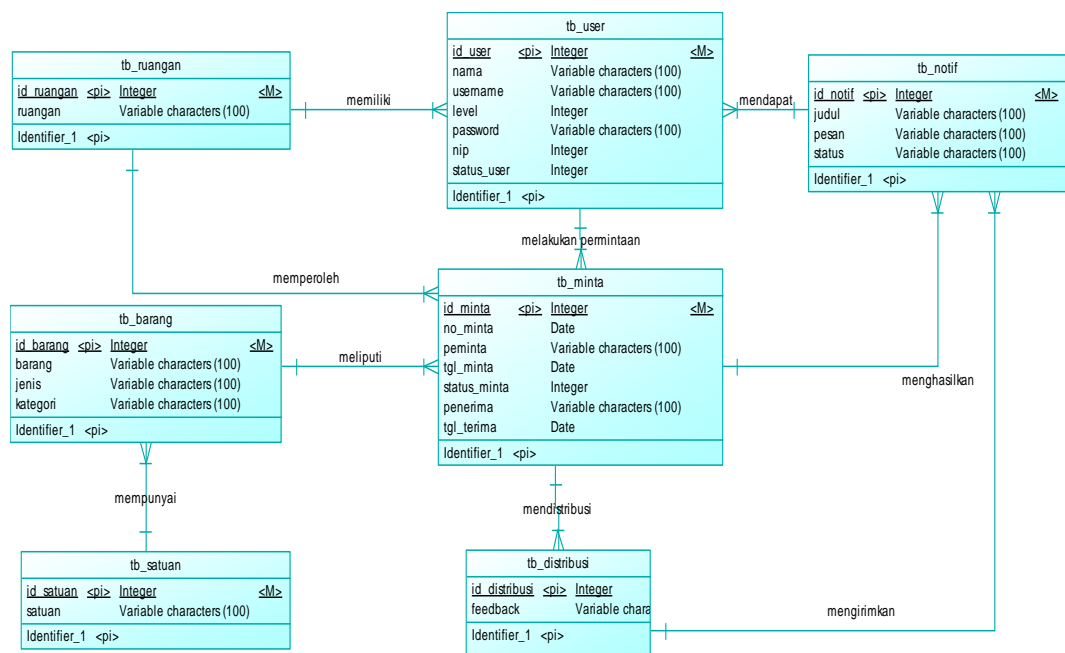 tb_user
id_user <pi> Integer <M>
nama Variable characters (100)
username Variable characters (100)
level Integer
password Variable characters (100)
nip Integer
status_user Integer
Identifier_1 <pi>
tb_ruangan
id_ruangan <pi> Integer <M>
ruangan Variable characters (100)
Identifier_1 <pi>
memiliki
mendapat
tb_notif
id_notif <pi> Integer <M>
judul Variable characters (100)
pesan Variable characters (100)
status Variable characters (100)
Identifier_1 <pi>
melakukan permintaan
memperoleh
tb_minta
id_minta <pi> Integer <M>
no_minta Date
peminta Variable characters (100)
tgl_minta Date
status_minta Integer
penerima Variable characters (100)
tgl_terima Date
Identifier_1 <pi>
tb_barang
id_barang <pi> Integer <M>
barang Variable characters (100)
jenis Variable characters (100)
kategori Variable characters (100)
Identifier_1 <pi>
meliputi
menghasilkan
mempunyai
mendistribusi
tb_satuan
id_satuan <pi> Integer <M>
satuan Variable characters (100)
Identifier_1 <pi>
tb_distribusi
id_distribusi <pi> Integer
feedback Variable chara
Identifier_1 <pi>
mengirimkan